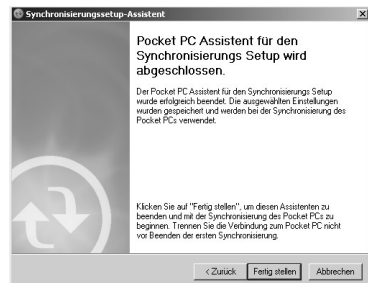 Synchronisierungssetup-Assistent
Pocket PC Assistent für den
Synchronisierungs Setup wird
abgeschlossen.
Der Pocket PC Assistent für den Synchronisierungs Setup
wurde erfolgreich beendet. Die ausgewählten Einstellungen
wurden gespeichert und werden bei der Synchronisierung des
Pocket PCs verwendet.
Klicken Sie auf "Fertig stellen", um diesen Assistenten zu
beenden und mit der Synchronisierung des Pocket PCs zu
beginnen. Trennen Sie die Verbindung zum Pocket PC nicht
vor Beenden der ersten Synchronisierung.
< Zurück Fertig stellen Abbrechen